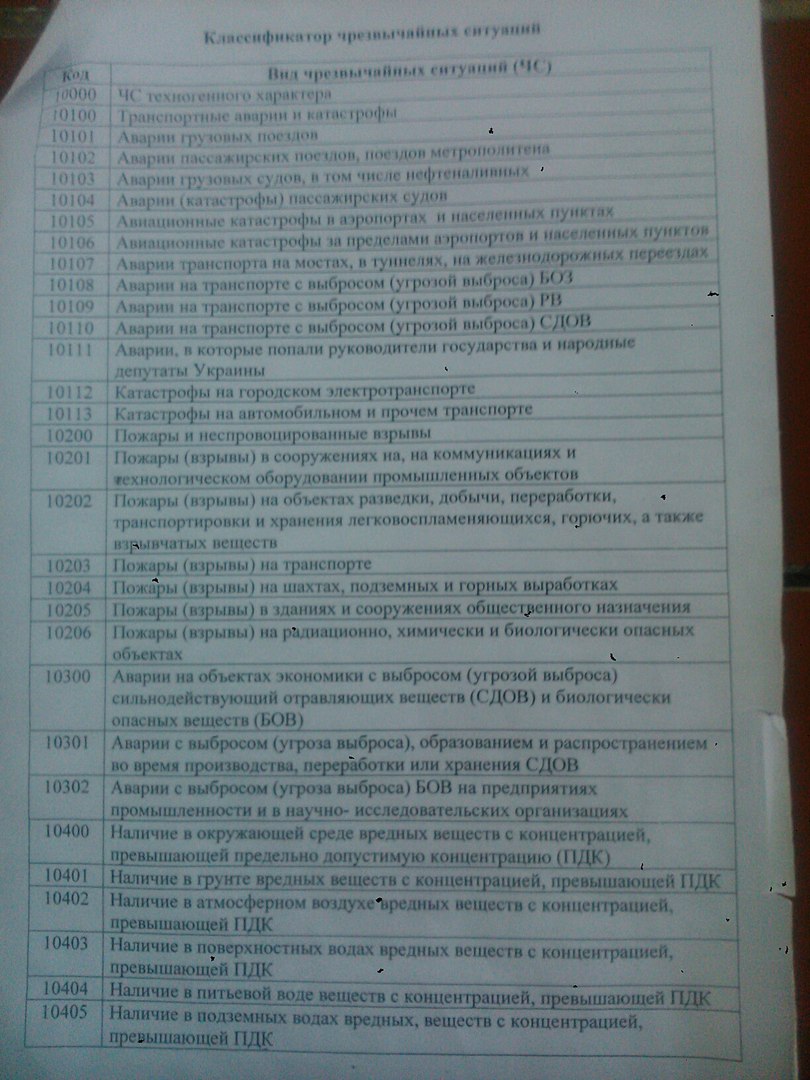 Классификатор чрезвычайных ситуаций
Код Вид чрезвычайных ситуаций (ЧС)
10000 ЧС техногенного характера
10100 Транспортные аварии и катастрофы
10101 Аварии грузовых поездов
10102 Аварии пассажирских поездов, поездов метрополитена
10103 Аварии грузовых судов, в том числе нефтеналивных
10104 Аварии (катастрофы) пассажирских судов
10105 Авиационные катастрофы в аэропортах и населенных пунктах
10106 Авиационные катастрофы за пределами аэропортов и населенных пунктов
10107 Аварии транспорта на мостах, в туннелях, на железнодорожных переездах
10108 Аварии на транспорте с выбросом (угрозой выброса) БОЗ
10109 Аварии на транспорте с выбросом (угрозой выброса) РВ
10110 Аварии на транспорте с выбросом (угрозой выброса) СДОВ
10111 Аварии, в которые попали руководители государства и народные
депутаты Украины
10112 Катастрофы на городском электротранспорте
10113 Катастрофы на автомобильном и прочем транспорте
10200 Пожары и неспровоцированные взрывы
10201 Пожары (взрывы) в сооружениях на, на коммуникациях и
технологическом оборудовании промышленных объектов
10202 Пожары (взрывы) на объектах разведки, добычи, переработки,
транспортировки и хранения легковоспламеняющихся, горючих, а также
взрывчатых веществ
10203 Пожары (взрывы) на транспорте
10204 Пожары (взрывы) на шахтах, подземных и горных выработках
10205 Пожары (взрывы) в зданиях и сооружениях общественного назначения
10206 Пожары (взрывы) на радиационно, химически и биологически опасных
объектах
10300 Аварии на объектах экономики с выбросом (угрозой выброса)
сильнодействующий отравляющих веществ (СДОВ) и биологически
опасных веществ (БОВ)
10301 Аварии с выбросом (угроза выброса), образованием и распространением
во время производства, переработки или хранения СДОВ
10302 Аварии с выбросом (угроза выброса) БОВ на предприятиях
промышленности и в научно- исследовательских организациях
10400 Наличие в окружающей среде вредных веществ с концентрацией,
превышающей предельно допустимую концентрацию (ПДК)
10401 Наличие в грунте вредных веществ с концентрацией, превышающей ПДК
10402 Наличие в атмосферном воздухе вредных веществ с концентрацией,
превышающей ПДК
10403 Наличие в поверхностных водах вредных веществ с концентрацией,
превышающей ПДК
10404 Наличие в питьевой воде веществ с концентрацией, превышающей ПДК
10405 Наличие в подземных водах вредных, веществ с концентрацией,
превышающей ПДК